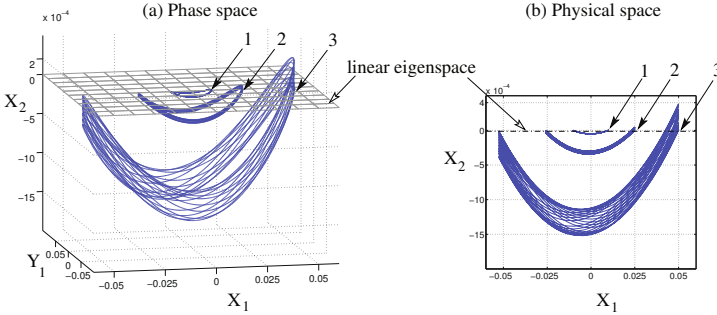 (a) Phase space
(b) Physical space
x 10⁻⁴
1 2 3
2
0
X₂
−5
−10
−15
Y₁
0.05
0
−0.05
−0.05 −0.025 0 0.025 0.05
X₁
linear eigenspace
x 10⁻⁴
1 2 3
4
0
X₂
−5
−10
−15
−0.05 −0.025 0 0.025 0.05
X₁